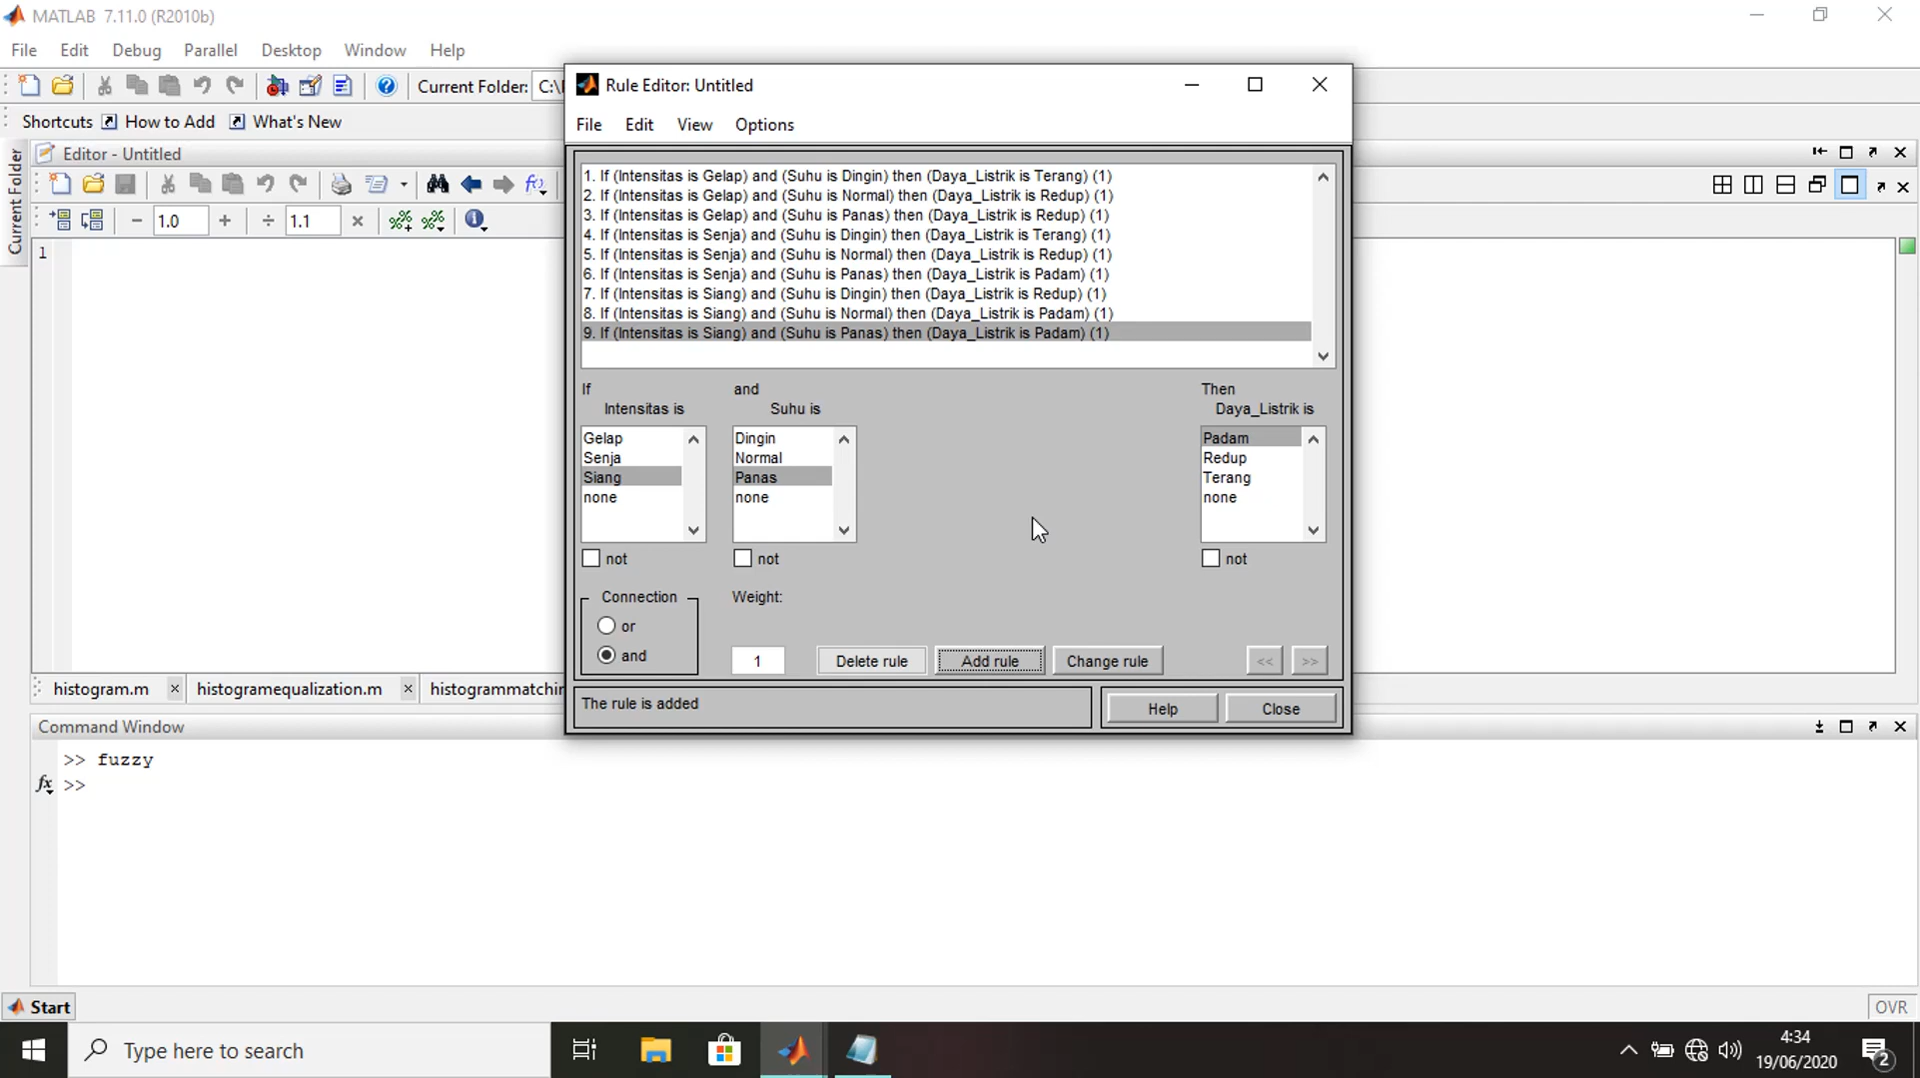 MATLAB 7.11.0 (R2010b)
File Edit Debug Parallel Desktop Window Help
Current Folder: C:\
Shortcuts How to Add What's New
Current Folder
Editor - Untitled
1.0
1.1
1
histogram.m
histogramequalization.m
histogrammatchin
Rule Editor: Untitled
File Edit View Options
1. If (Intensitas is Gelap) and (Suhu is Dingin) then (Daya_Listrik is Terang) (1)
2. If (Intensitas is Gelap) and (Suhu is Normal) then (Daya_Listrik is Redup) (1)
3. If (Intensitas is Gelap) and (Suhu is Panas) then (Daya_Listrik is Redup) (1)
4. If (Intensitas is Senja) and (Suhu is Dingin) then (Daya_Listrik is Terang) (1)
5. If (Intensitas is Senja) and (Suhu is Normal) then (Daya_Listrik is Redup) (1)
6. If (Intensitas is Senja) and (Suhu is Panas) then (Daya_Listrik is Padam) (1)
7. If (Intensitas is Siang) and (Suhu is Dingin) then (Daya_Listrik is Redup) (1)
8. If (Intensitas is Siang) and (Suhu is Normal) then (Daya_Listrik is Padam) (1)
9. If (Intensitas is Siang) and (Suhu is Panas) then (Daya_Listrik is Padam) (1)
If
Intensitas is
Gelap
Senja
Siang
none
not
and
Suhu is
Dingin
Normal
Panas
none
not
Then
Daya_Listrik is
Padam
Redup
Terang
none
not
Connection
or
and
Weight:
1
Delete rule
Add rule
Change rule
<<
>>
The rule is added
Help
Close
Command Window
>> fuzzy
fx >>
Start
OVR
Type here to search
4:34
19/06/2020
2